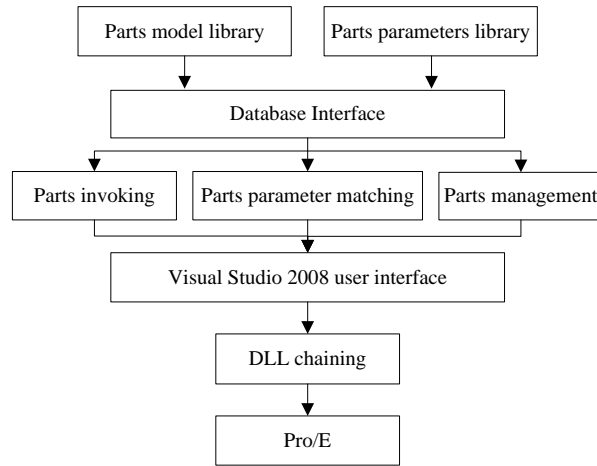 Parts model library
Parts parameters library
Database Interface
Parts invoking
Parts parameter matching
Parts management
Visual Studio 2008 user interface
DLL chaining
Pro/E